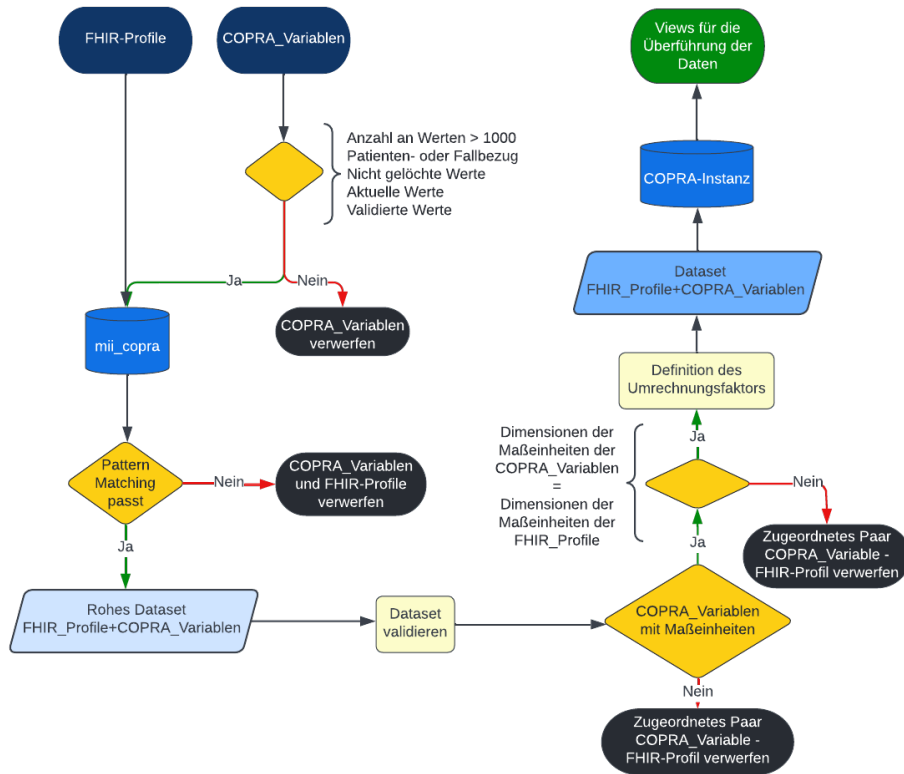 FHIR-Profile
COPRA_Variablen
Anzahl an Werten > 1000
Patienten- oder Fallbezug
Nicht gelöchte Werte
Aktuelle Werte
Validierte Werte
Ja
Nein
COPRA_Variablen
verwerfen
mii_copra
Pattern
Matching
passt
Nein
COPRA_Variablen
und FHIR-Profile
verwerfen
Ja
Rohes Dataset
FHIR_Profile+COPRA_Variablen
Dataset
validieren
COPRA_Variablen
mit Maßeinheiten
Nein
Zugeordnetes Paar
COPRA_Variable -
FHIR-Profil verwerfen
Ja
Dimensionen der
Maßeinheiten der
COPRA_Variablen
=
Dimensionen der
Maßeinheiten der
FHIR_Profile
Nein
Zugeordnetes Paar
COPRA_Variable -
FHIR-Profil verwerfen
Ja
Definition des
Umrechnungsfaktors
Dataset
FHIR_Profile+COPRA_Variablen
COPRA-Instanz
Views für die
Überführung der
Daten